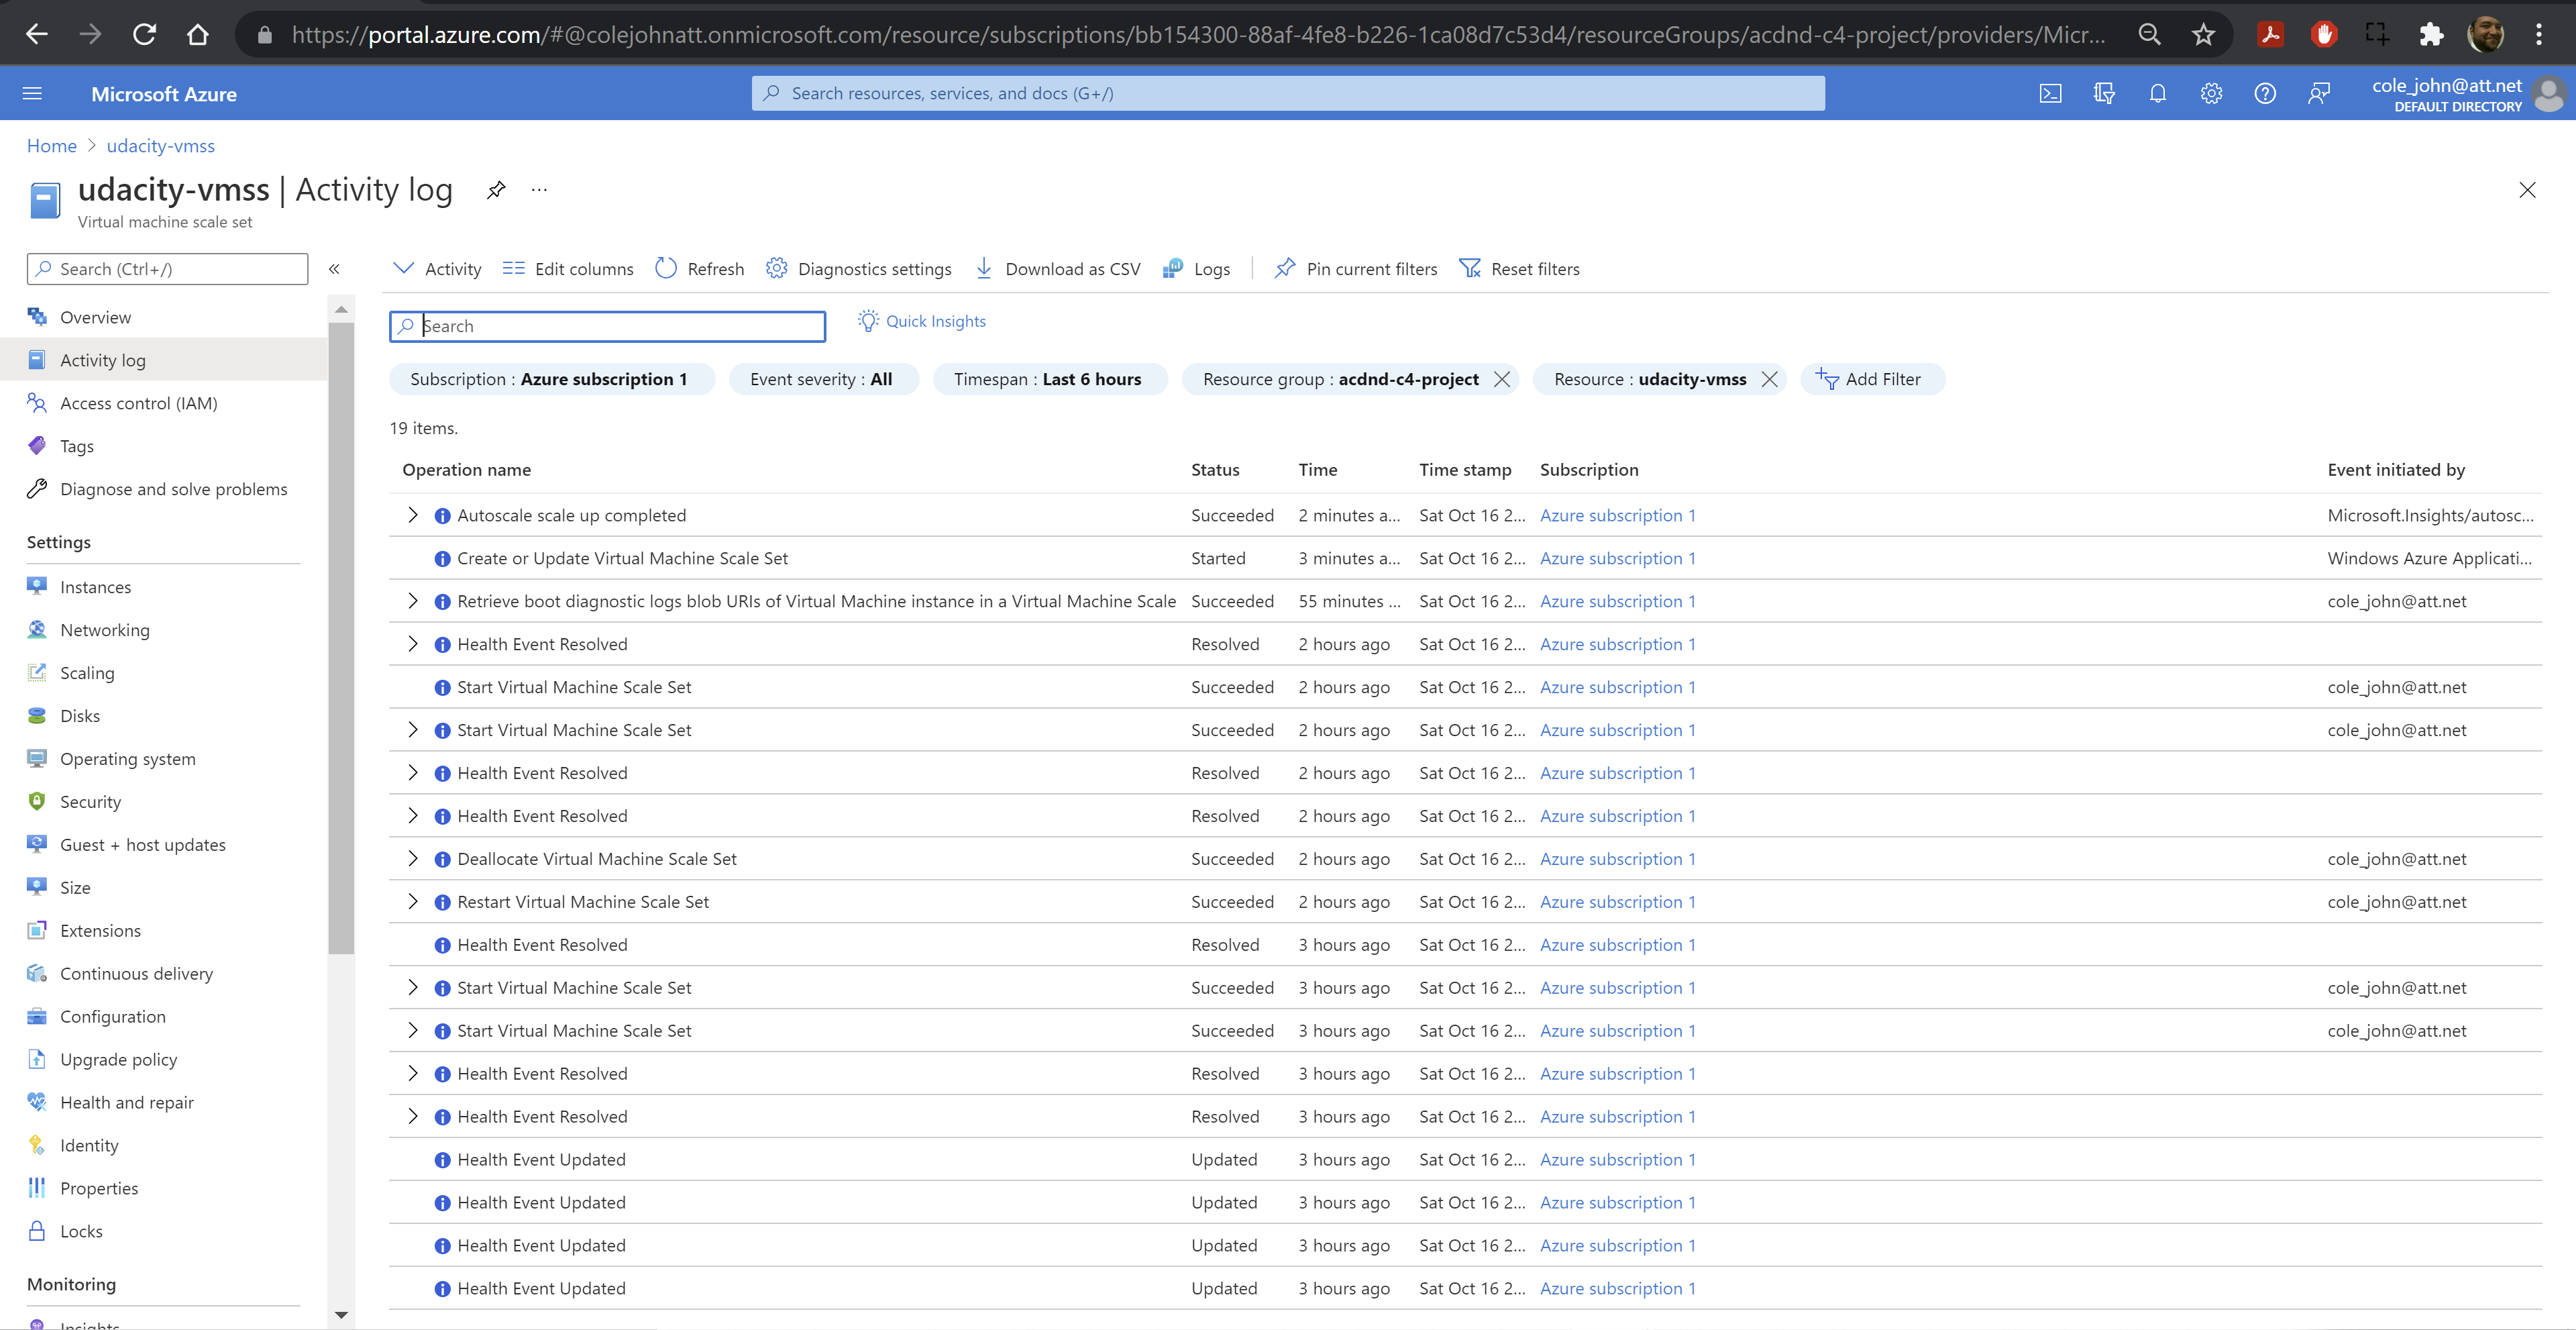 https://portal.azure.com/#@colejohnatt.onmicrosoft.com/resource/subscriptions/bb154300-88af-4fe8-b226-1ca08d7c53d4/resourceGroups/acdnd-c4-project/providers/Micr...
Microsoft Azure
Search resources, services, and docs (G+/)
cole_john@att.net
DEFAULT DIRECTORY
Home > udacity-vmss
udacity-vmss | Activity log ...
Virtual machine scale set
Search (Ctrl+/)
«
Overview
Activity log
Access control (IAM)
Tags
Diagnose and solve problems
Settings
Instances
Networking
Scaling
Disks
Operating system
Security
Guest + host updates
Size
Extensions
Continuous delivery
Configuration
Upgrade policy
Health and repair
Identity
Properties
Locks
Monitoring
Insights
Activity Edit columns Refresh Diagnostics settings Download as CSV Logs Pin current filters Reset filters
Search
Quick Insights
Subscription : Azure subscription 1 Event severity : All Timespan : Last 6 hours Resource group : acdnd-c4-project Resource : udacity-vmss Add Filter
19 items.
Operation name Status Time Time stamp Subscription Event initiated by
Autoscale scale up completed Succeeded 2 minutes a... Sat Oct 16 2... Azure subscription 1 Microsoft.Insights/autosc...
Create or Update Virtual Machine Scale Set Started 3 minutes a... Sat Oct 16 2... Azure subscription 1 Windows Azure Applicati...
Retrieve boot diagnostic logs blob URIs of Virtual Machine instance in a Virtual Machine Scale Succeeded 55 minutes ... Sat Oct 16 2... Azure subscription 1 cole_john@att.net
Health Event Resolved Resolved 2 hours ago Sat Oct 16 2... Azure subscription 1
Start Virtual Machine Scale Set Succeeded 2 hours ago Sat Oct 16 2... Azure subscription 1 cole_john@att.net
Start Virtual Machine Scale Set Succeeded 2 hours ago Sat Oct 16 2... Azure subscription 1 cole_john@att.net
Health Event Resolved Resolved 2 hours ago Sat Oct 16 2... Azure subscription 1
Health Event Resolved Resolved 2 hours ago Sat Oct 16 2... Azure subscription 1
Deallocate Virtual Machine Scale Set Succeeded 2 hours ago Sat Oct 16 2... Azure subscription 1 cole_john@att.net
Restart Virtual Machine Scale Set Succeeded 2 hours ago Sat Oct 16 2... Azure subscription 1 cole_john@att.net
Health Event Resolved Resolved 3 hours ago Sat Oct 16 2... Azure subscription 1
Start Virtual Machine Scale Set Succeeded 3 hours ago Sat Oct 16 2... Azure subscription 1 cole_john@att.net
Start Virtual Machine Scale Set Succeeded 3 hours ago Sat Oct 16 2... Azure subscription 1 cole_john@att.net
Health Event Resolved Resolved 3 hours ago Sat Oct 16 2... Azure subscription 1
Health Event Resolved Resolved 3 hours ago Sat Oct 16 2... Azure subscription 1
Health Event Updated Updated 3 hours ago Sat Oct 16 2... Azure subscription 1
Health Event Updated Updated 3 hours ago Sat Oct 16 2... Azure subscription 1
Health Event Updated Updated 3 hours ago Sat Oct 16 2... Azure subscription 1
Health Event Updated Updated 3 hours ago Sat Oct 16 2... Azure subscription 1